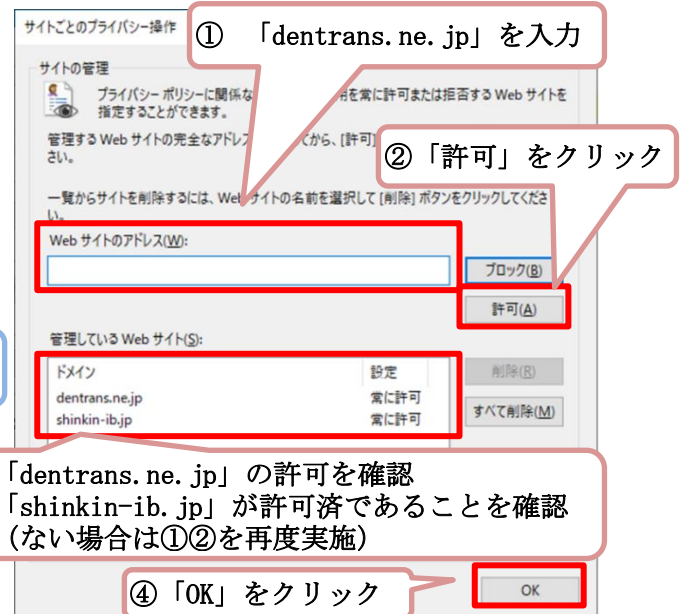 サイトごとのプライバシー操作
① 「dentrans.ne.jp」を入力
サイトの管理
プライバシー ポリシーに関係な
用を常に許可または拒否する Web サイトを
指定することができます。
管理する Web サイトの完全なアドレ
てから、[許可]
さい。
②「許可」をクリック
一覧からサイトを削除するには、Web サイトの名前を選択して [削除] ボタンをクリックしてくださ
い。
Web サイトのアドレス(W):
ブロック(B)
許可(A)
管理している Web サイト(S):
ドメイン 設定
削除(R)
dentrans.ne.jp 常に許可
shinkin-ib.jp 常に許可
すべて削除(M)
「dentrans.ne.jp」の許可を確認
「shinkin-ib.jp」が許可済であることを確認
(ない場合は①②を再度実施)
④「OK」をクリック
OK